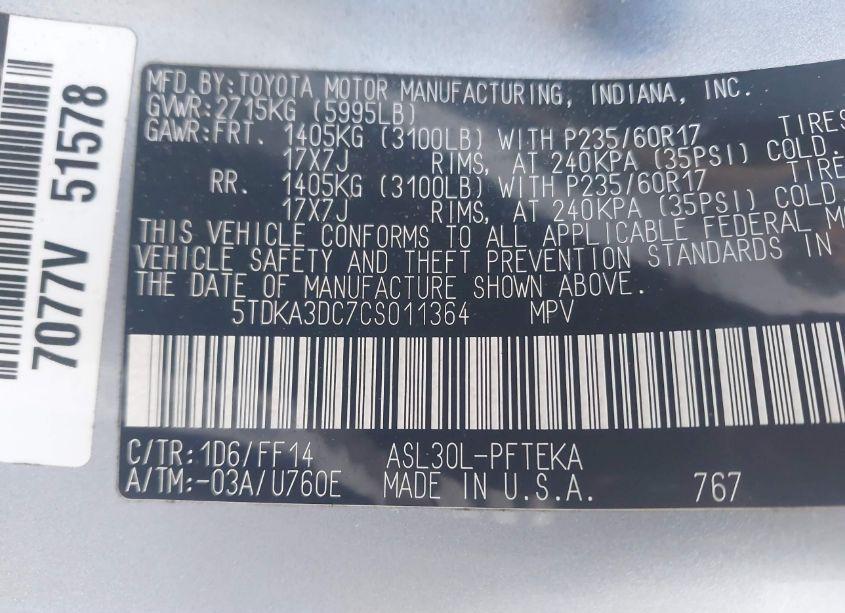 7077V 51578
MFD.BY:TOYOTA MOTOR MANUFACTURING, INDIANA, INC.
GVWR:2715KG (5995LB)
GAWR:FRT. 1405KG (3100LB) WITH P235/60R17 TIRES
17X7J RIMS, AT 240KPA (35PSI) COLD.
RR. 1405KG (3100LB) WITH P235/60R17 TIRES
17X7J RIMS, AT 240KPA (35PSI) COLD
THIS VEHICLE CONFORMS TO ALL APPLICABLE FEDERAL
VEHICLE SAFETY AND THEFT PREVENTION STANDARDS IN
THE DATE OF MANUFACTURE SHOWN ABOVE.
5TDKA3DC7CS011364 MPV
C/TR:1D6/FF14 ASL30L-PFTEKA
A/TM:-03A/U760E MADE IN U.S.A. 767